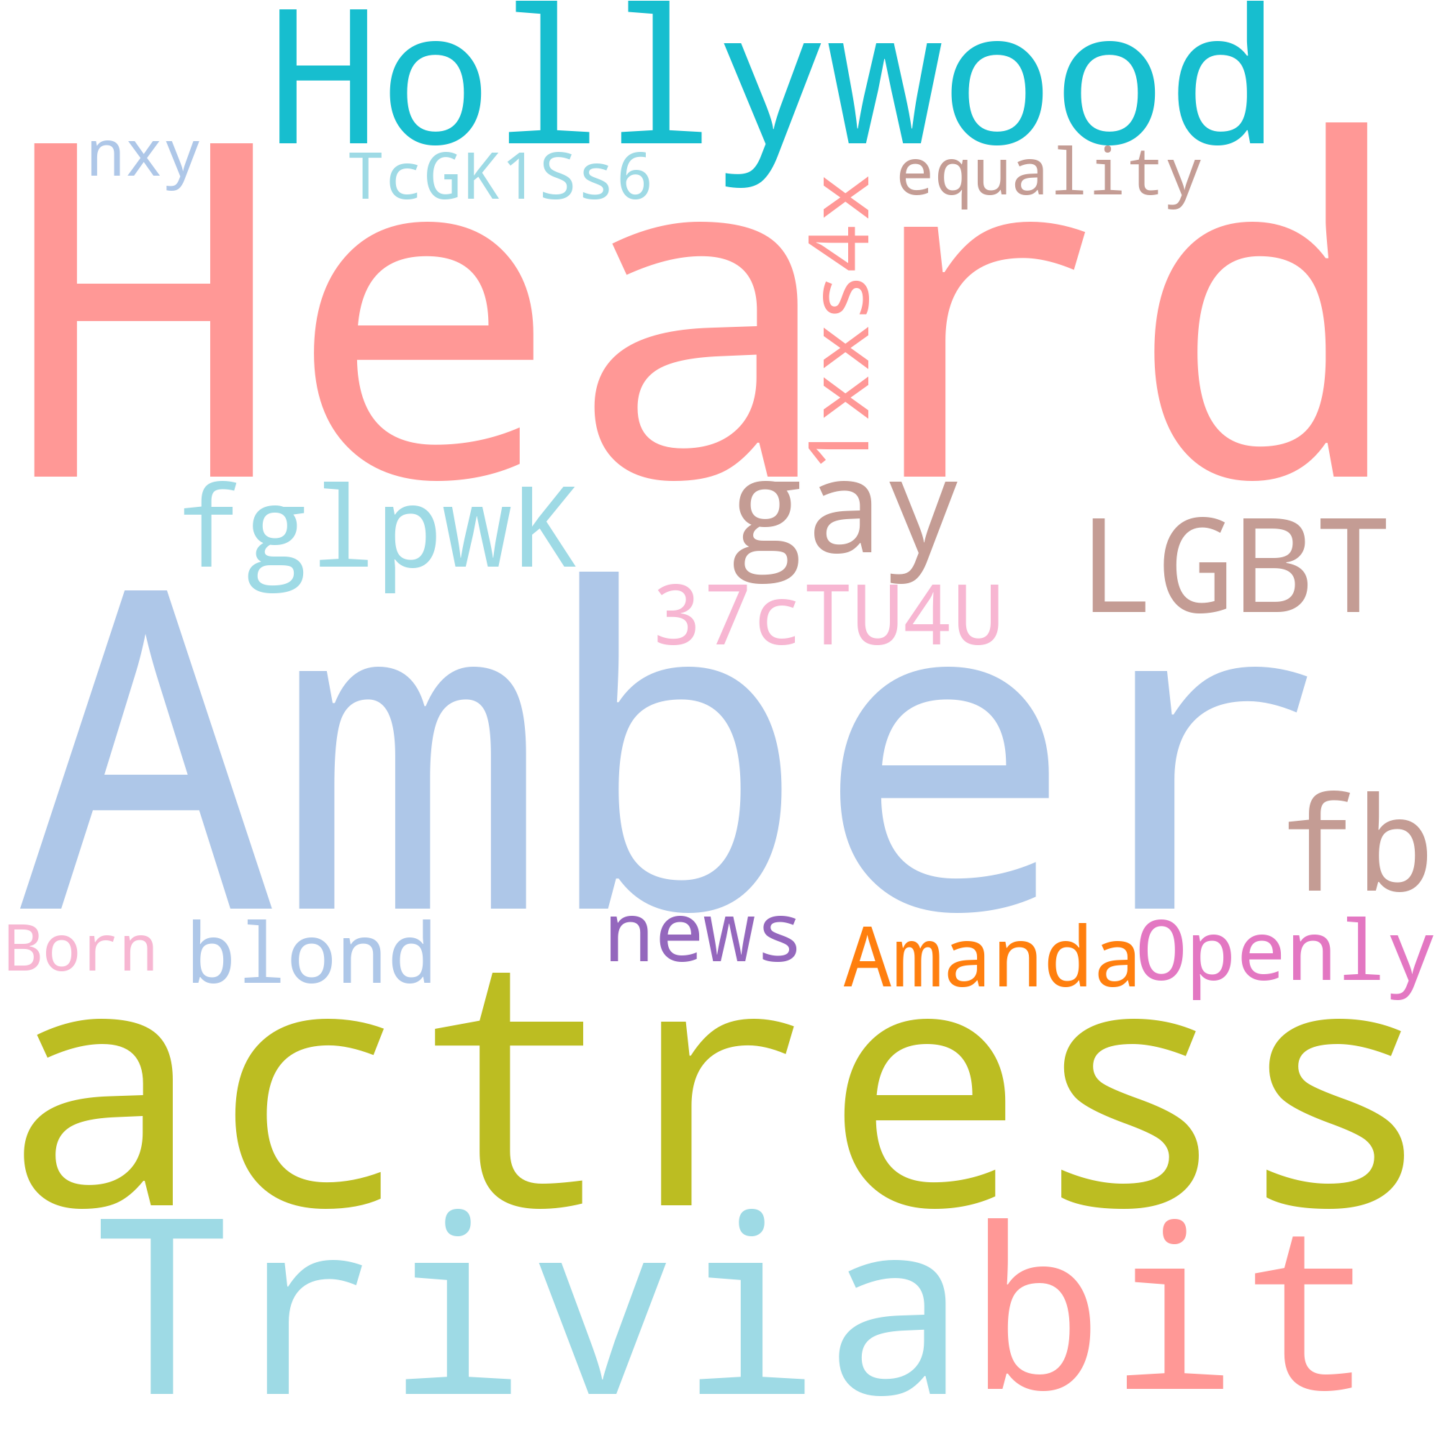 Hollywood
nxy
TcGK1Ss6
equality
Heard
1xxs4x
fglpwK
gay
LGBT
37cTU4U
Amber
fb
Born
blond
news
Amanda
Openly
actress
Trivia
bit